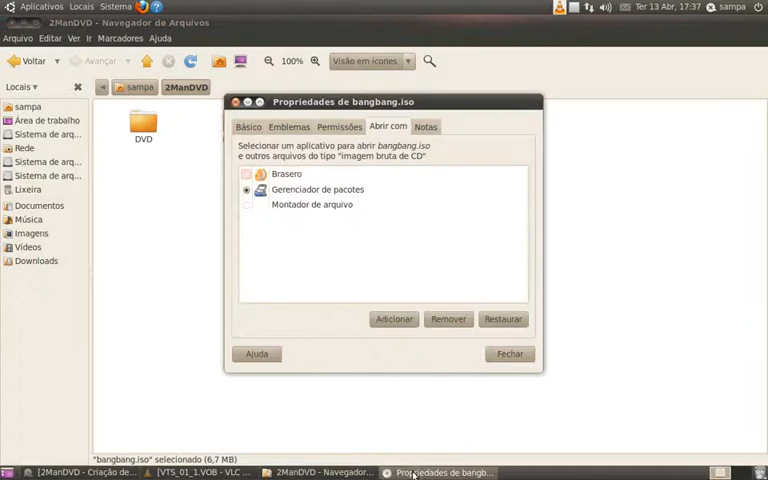 Aplicativos Locais Sistema Ter 13 Abr, 17:37 sampa
2ManDVD - Navegador de Arquivos
Arquivo Editar Ver Ir Marcadores Ajuda
Voltar Avançar 100% Visão em ícones
Locais sampa 2ManDVD
sampa
Área de trabalho
Sistema de arq...
Rede
Sistema de arq...
Sistema de arq...
Lixeira
Documentos
Música
Imagens
Vídeos
Downloads
DVD
Propriedades de bangbang.iso
Básico Emblemas Permissões Abrir com Notas
Selecionar um aplicativo para abrir bangbang.iso
e outros arquivos do tipo "imagem bruta de CD"
Brasero
Gerenciador de pacotes
Montador de arquivo
Adicionar Remover Restaurar
Ajuda Fechar
"bangbang.iso" selecionado (6,7 MB)
[2ManDVD - Criação de... [VTS_01_1.VOB - VLC ... 2ManDVD - Navegador... Propriedades de bangb...